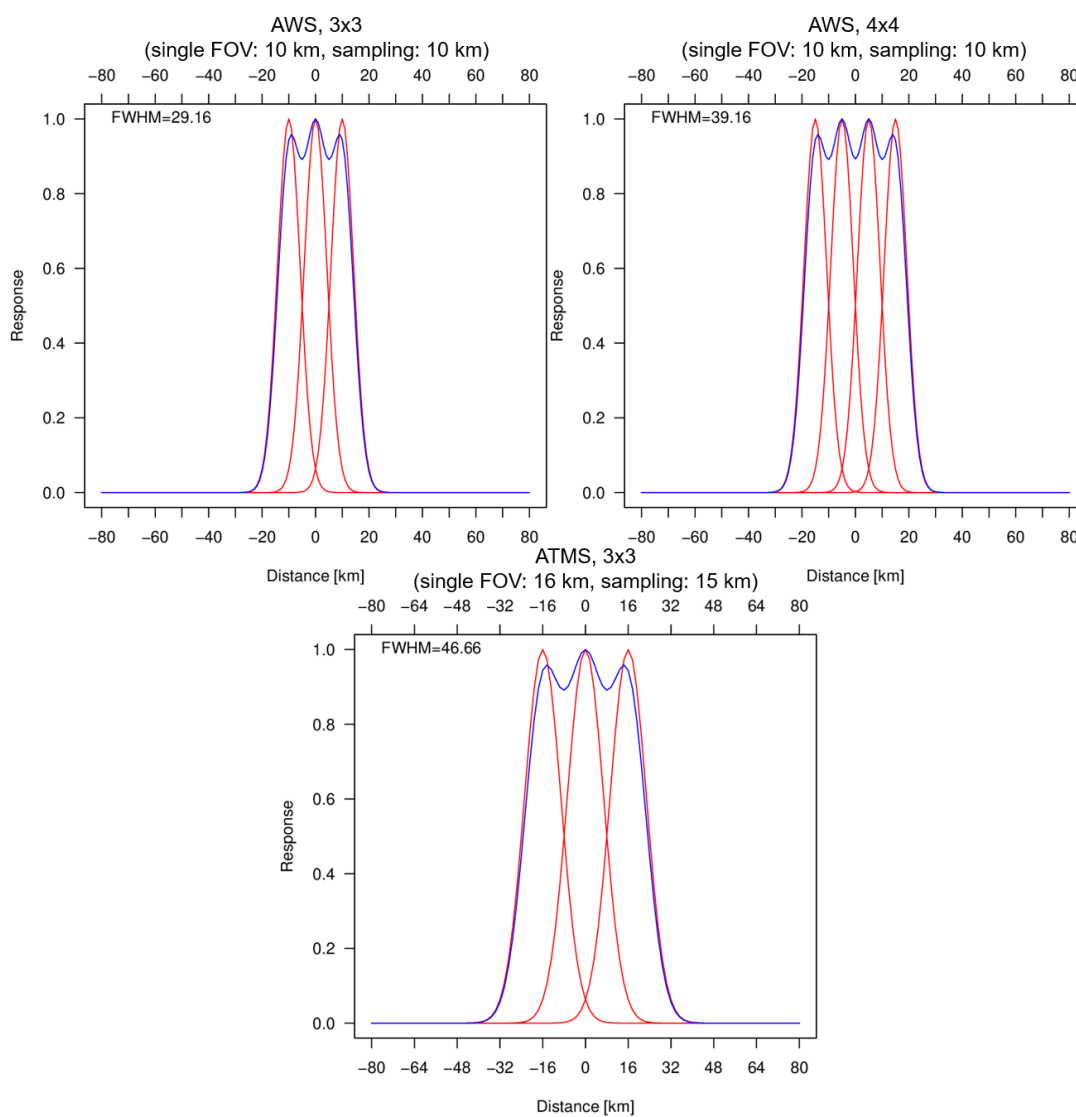 AWS, 3x3
(single FOV: 10 km, sampling: 10 km)
−80 −60 −40 −20 0 20 40 60 80
FWHM=29.16
1.0
0.8
0.6
0.4
0.2
0.0
Response
−80 −60 −40 −20 0 20 40 60 80
Distance [km]
AWS, 4x4
(single FOV: 10 km, sampling: 10 km)
−80 −60 −40 −20 0 20 40 60 80
FWHM=39.16
1.0
0.8
0.6
0.4
0.2
0.0
Response
−80 −60 −40 −20 0 20 40 60 80
Distance [km]
ATMS, 3x3
(single FOV: 16 km, sampling: 15 km)
−80 −64 −48 −32 −16 0 16 32 48 64 80
FWHM=46.66
1.0
0.8
0.6
0.4
0.2
0.0
Response
−80 −64 −48 −32 −16 0 16 32 48 64 80
Distance [km]